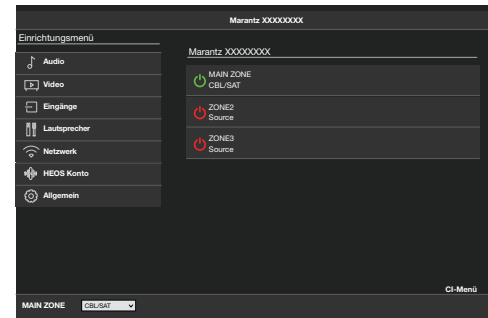 Marantz XXXXXXXX
Einrichtungsmenü
Audio
Video
Eingänge
Lautsprecher
Netzwerk
HEOS Konto
Allgemein
Marantz XXXXXXXX
MAIN ZONE
CBL/SAT
ZONE2
Source
ZONE3
Source
CI-Menü
MAIN ZONE CBL/SAT